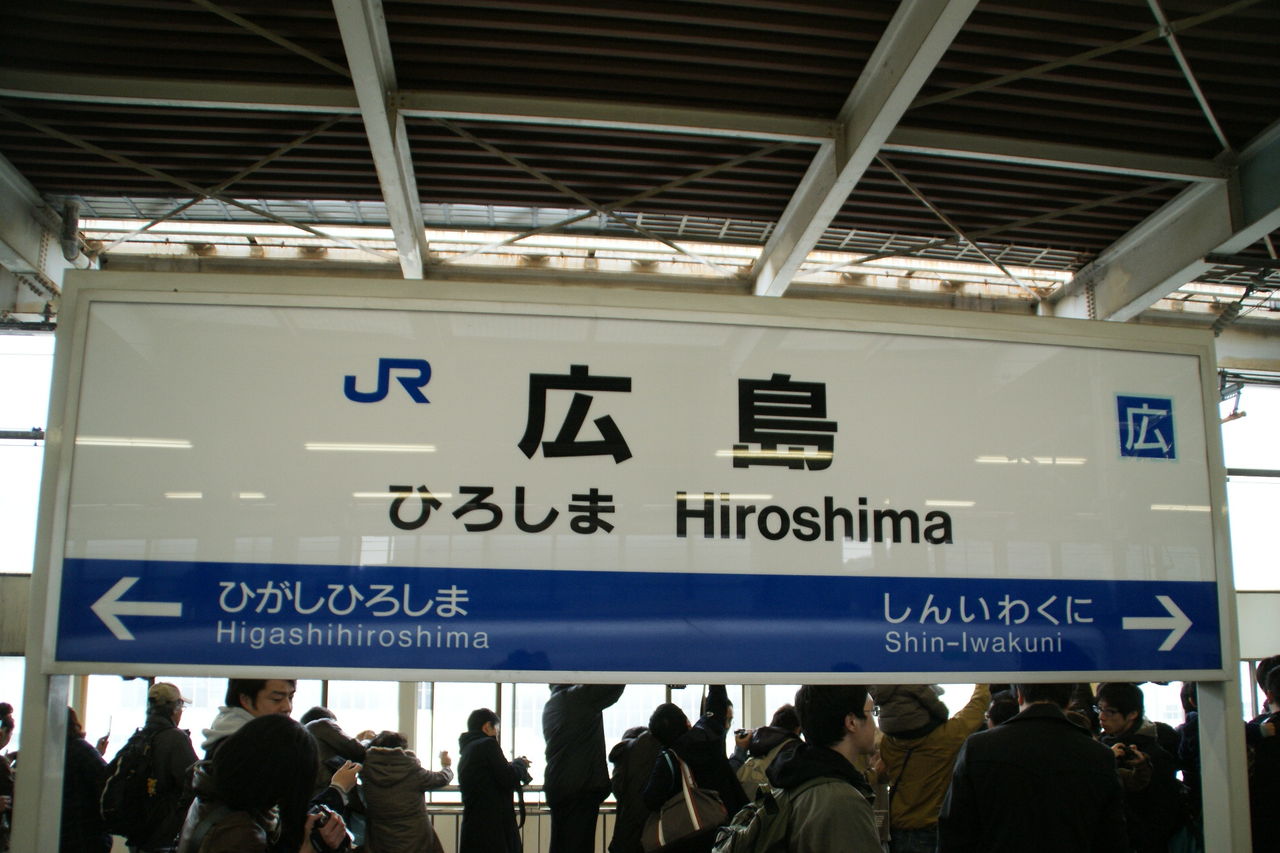 JR 広島 広
ひろしま Hiroshima
← ひがしひろしま しんいわくに →
Higashihiroshima Shin-Iwakuni